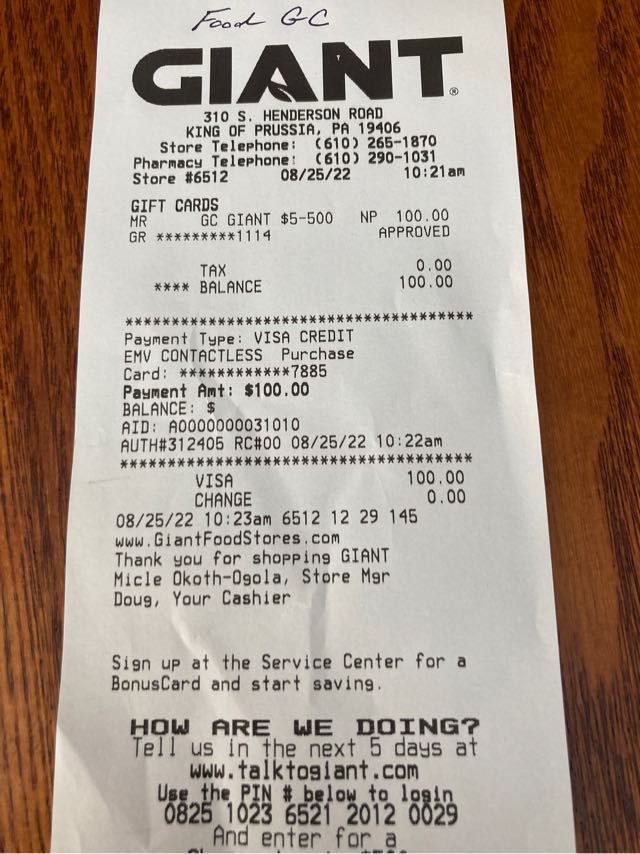 Food GC
GIANT®
310 S. HENDERSON ROAD
KING OF PRUSSIA, PA 19406
Store Telephone: (610) 265-1870
Pharmacy Telephone: (610) 290-1031
Store #6512 08/25/22 10:21am
GIFT CARDS
MR GC GIANT $5-500 NP 100.00
GR *********1114 APPROVED
TAX 0.00
**** BALANCE 100.00
**************************************
Payment Type: VISA CREDIT
EMV CONTACTLESS Purchase
Card: ************7885
Payment Amt: $100.00
BALANCE: $
AID: A0000000031010
AUTH#312405 RC#00 08/25/22 10:22am
**************************************
VISA 100.00
CHANGE 0.00
08/25/22 10:23am 6512 12 29 145
www.GiantFoodStores.com
Thank you for shopping GIANT
Micle Okoth-Ogola, Store Mgr
Doug, Your Cashier
Sign up at the Service Center for a
BonusCard and start saving.
HOW ARE WE DOING?
Tell us in the next 5 days at
www.talktogiant.com
Use the PIN # below to login
0825 1023 6521 2012 0029
And enter for a